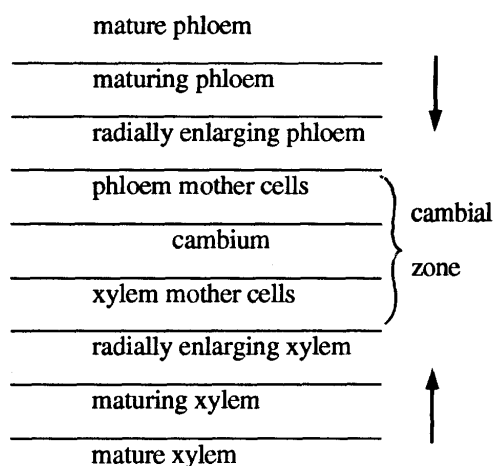 mature phloem
maturing phloem
radially enlarging phloem
phloem mother cells
cambial
cambium
zone
xylem mother cells
radially enlarging xylem
maturing xylem
mature xylem